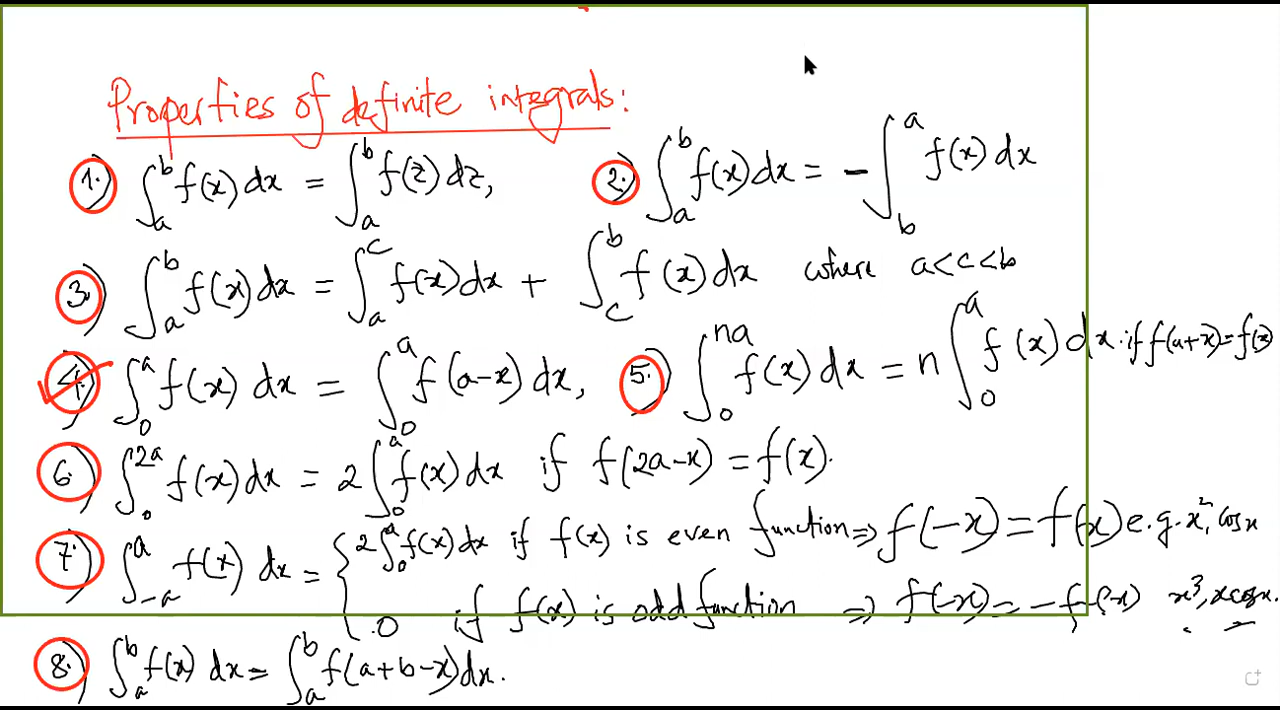 Properties of definite integrals:
1.) ∫_a^b f(x) dx = ∫_a^b f(z) dz, 2.) ∫_a^b f(x) dx = -∫_b^a f(x) dx
3.) ∫_a^b f(x) dx = ∫_a^c f(x) dx + ∫_c^b f(x) dx where a<c<b
4.) ∫_0^a f(x) dx = ∫_0^a f(a-x) dx, 5.) ∫_0^na f(x) dx = n ∫_0^a f(x) dx. if f(a+x)=f(x)
6.) ∫_0^2a f(x) dx = 2 ∫_0^a f(x) dx if f(2a-x) = f(x).
7.) ∫_-a^a f(x) dx = { 2∫_0^a f(x) dx if f(x) is even function ⇒ f(-x) = f(x) e.g. x², cosx
0 if f(x) is odd function ⇒ f(-x) = -f(x) x³, xcosx.
8.) ∫_a^b f(x) dx = ∫_a^b f(a+b-x) dx.